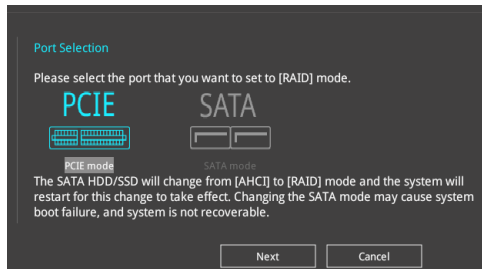 Port Selection
Please select the port that you want to set to [RAID] mode.
PCIE SATA
PCIE mode SATA mode
The SATA HDD/SSD will change from [AHCI] to [RAID] mode and the system will
restart for this change to take effect. Changing the SATA mode may cause system
boot failure, and system is not recoverable.
Next Cancel